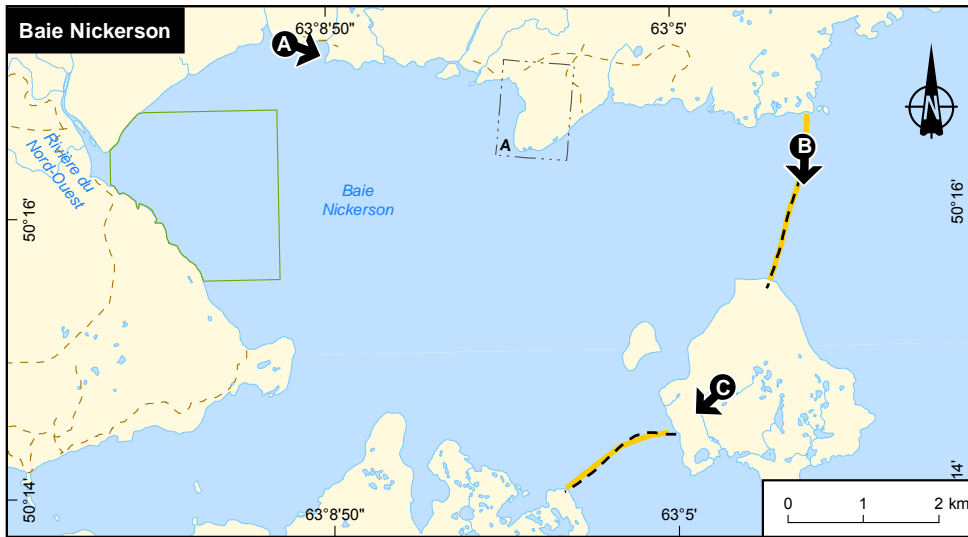 Baie Nickerson
63°8'50"
63°5'
A
N
B
A
Rivière du
Nord-Ouest
Baie
Nickerson
50°16'
50°16'
C
50°14'
14'
63°8'50"
63°5'
0 1 2 km